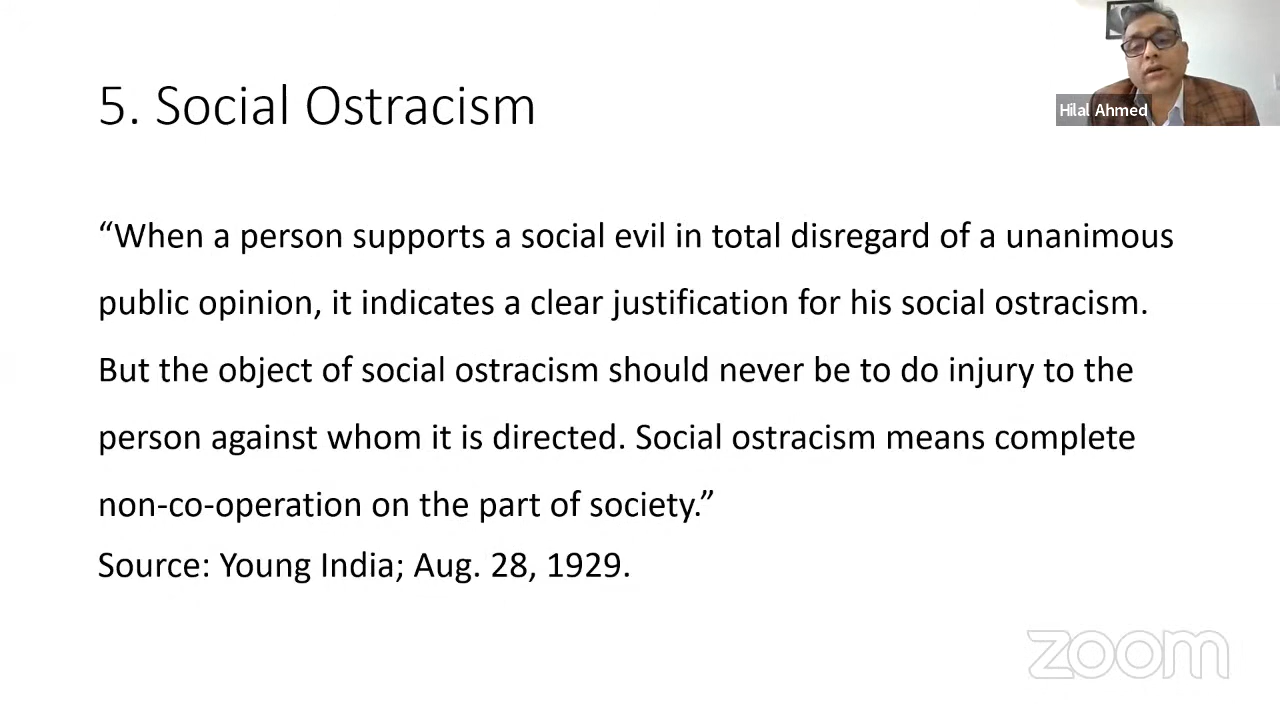 5. Social Ostracism
Hilal Ahmed
“When a person supports a social evil in total disregard of a unanimous
public opinion, it indicates a clear justification for his social ostracism.
But the object of social ostracism should never be to do injury to the
person against whom it is directed. Social ostracism means complete
non-co-operation on the part of society.”
Source: Young India; Aug. 28, 1929.
zoom